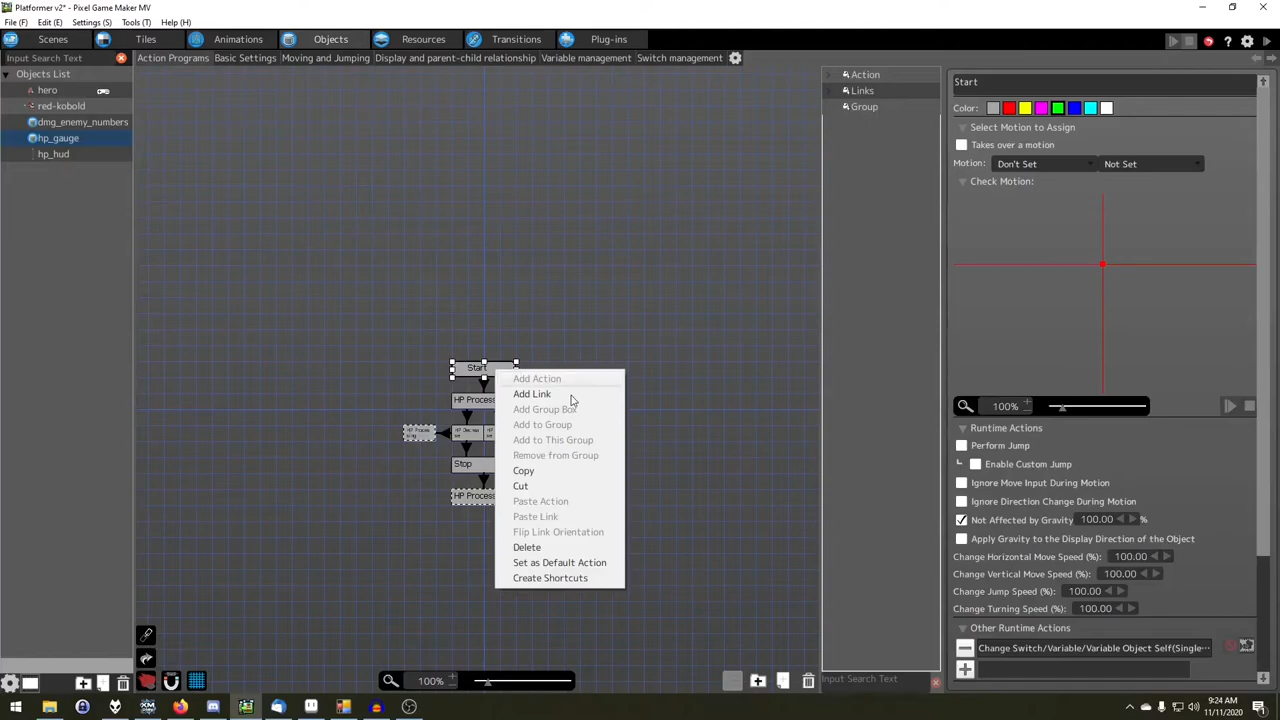 Platformer v2* - Pixel Game Maker MV
File (F) Edit (E) Settings (S) Tools (T) Help (H)
Scenes Tiles Animations Objects Resources Transitions Plug-ins
Input Search Text Action Programs Basic Settings Moving and Jumping Display and parent-child relationship Variable management Switch management
Objects List
hero
red-kobold
dmg_enemy_numbers
hp_gauge
hp_hud
Action
Links
Group
Start
Color:
Select Motion to Assign
Takes over a motion
Motion: Don't Set Not Set
Check Motion:
Start
HP Process
Stop
HP Process
Add Action
Add Link
Add Group Box
Add to Group
Add to This Group
Remove from Group
Copy
Cut
Paste Action
Paste Link
Flip Link Orientation
Delete
Set as Default Action
Create Shortcuts
100%
Runtime Actions
Perform Jump
Enable Custom Jump
Ignore Move Input During Motion
Ignore Direction Change During Motion
Not Affected by Gravity 100.00 %
Apply Gravity to the Display Direction of the Object
Change Horizontal Move Speed (%): 100.00
Change Vertical Move Speed (%): 100.00
Change Jump Speed (%): 100.00
Change Turning Speed (%): 100.00
Other Runtime Actions
Change Switch/Variable/Variable Object Self(Single···
100%
Input Search Text
9:24 AM
11/11/2020